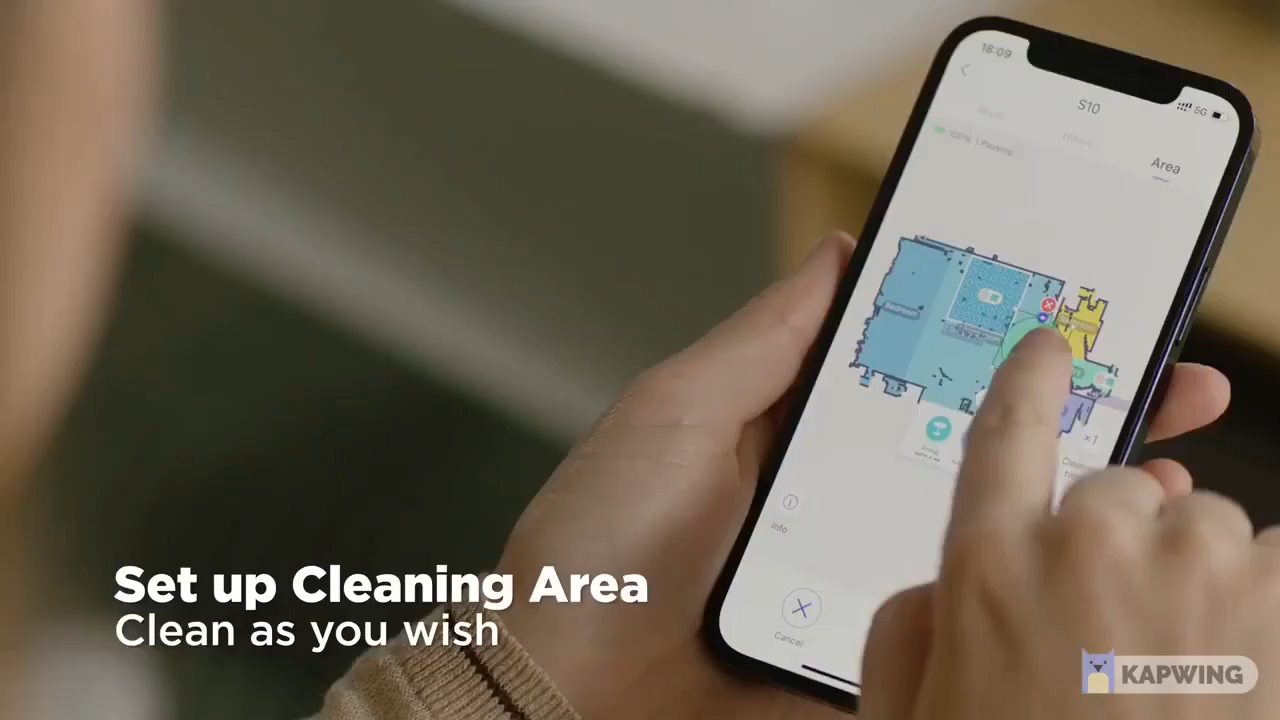 18:09
5G
S10
Room
House
Area
100% | Pausing
Bedroom
×1
Info
Cancel
Set up Cleaning Area
Clean as you wish
KAPWING